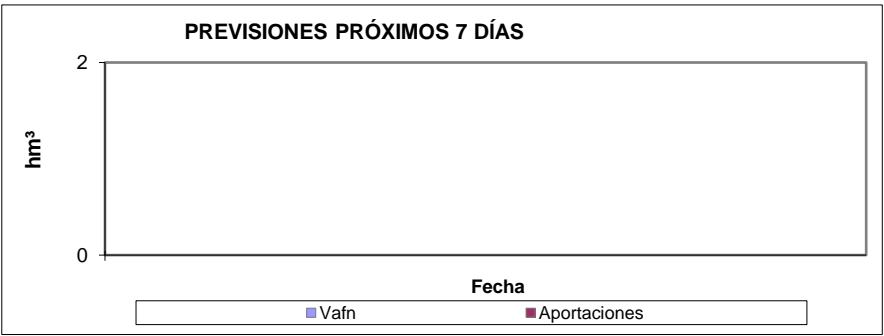 PREVISIONES PRÓXIMOS 7 DÍAS
2
hm³
0
Fecha
Vafn Aportaciones